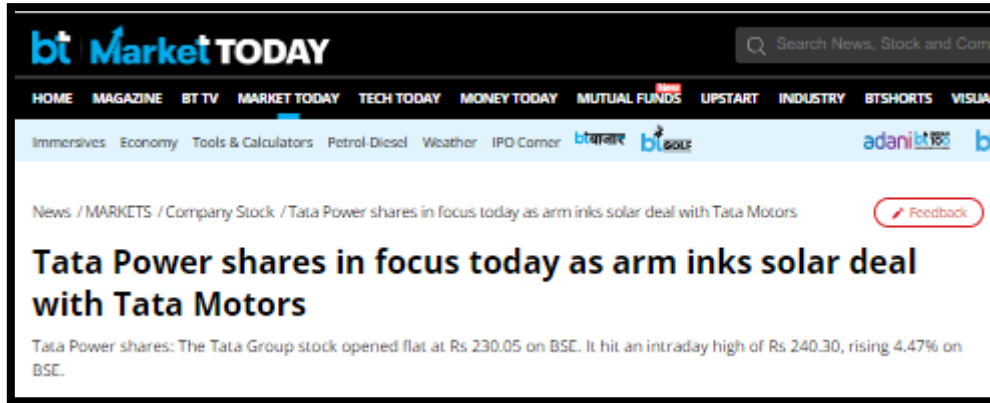 bt Market TODAY
Search News, Stock and Com
HOME MAGAZINE BT TV MARKET TODAY TECH TODAY MONEY TODAY MUTUAL FUNDS New UPSTART INDUSTRY BTSHORTS VISUA
Immersives Economy Tools & Calculators Petrol-Diesel Weather IPO Corner btबाजार bt GOLF adani bt 100 b
News / MARKETS / Company Stock / Tata Power shares in focus today as arm inks solar deal with Tata Motors Feedback
Tata Power shares in focus today as arm inks solar deal
with Tata Motors
Tata Power shares: The Tata Group stock opened flat at Rs 230.05 on BSE. It hit an intraday high of Rs 240.30, rising 4.47% on
BSE.